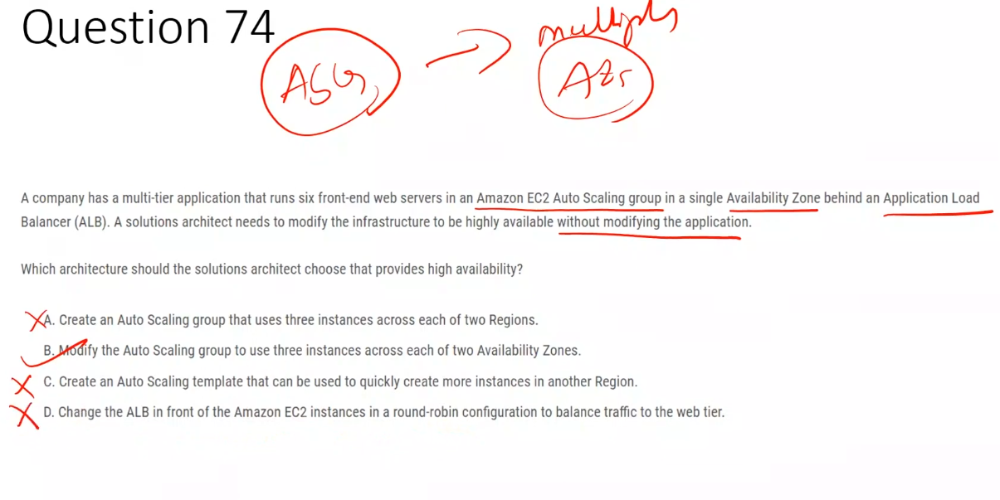 Question 74
ASG
multiple
AZs
A company has a multi-tier application that runs six front-end web servers in an Amazon EC2 Auto Scaling group in a single Availability Zone behind an Application Load
Balancer (ALB). A solutions architect needs to modify the infrastructure to be highly available without modifying the application.
Which architecture should the solutions architect choose that provides high availability?
A. Create an Auto Scaling group that uses three instances across each of two Regions.
B. Modify the Auto Scaling group to use three instances across each of two Availability Zones.
C. Create an Auto Scaling template that can be used to quickly create more instances in another Region.
D. Change the ALB in front of the Amazon EC2 instances in a round-robin configuration to balance traffic to the web tier.